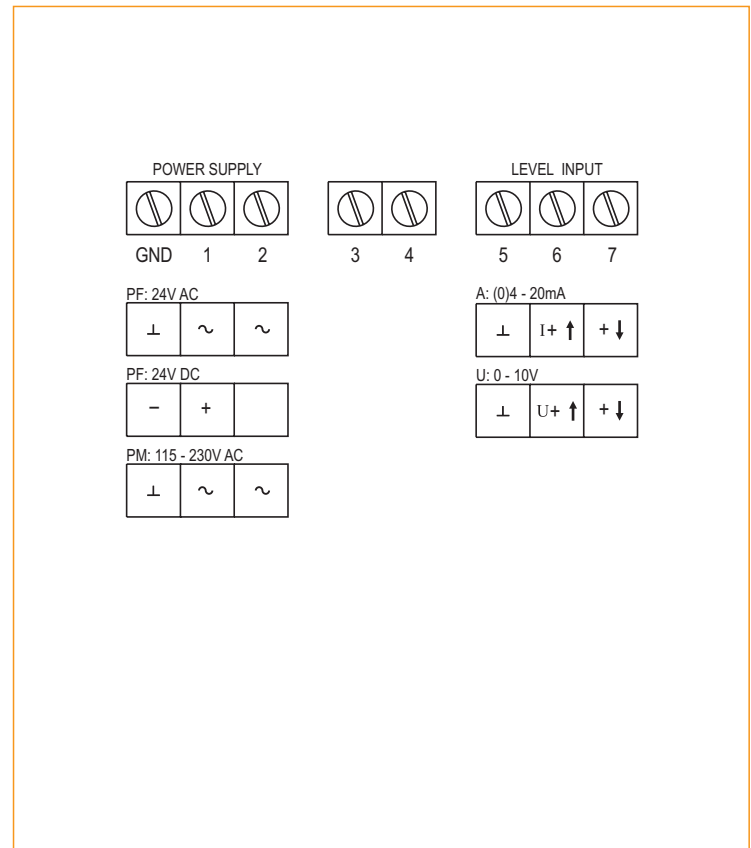 POWER SUPPLY LEVEL INPUT
GND 1 2 3 4 5 6 7
PF: 24V AC A: (0)4 - 20mA
⊥ ~ ~ ⊥ I+ ↑ + ↓
PF: 24V DC U: 0 - 10V
− + ⊥ U+ ↑ + ↓
PM: 115 - 230V AC
⊥ ~ ~